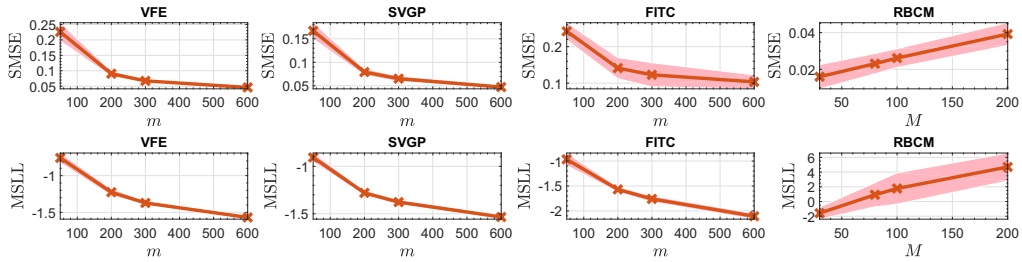 VFE
SVGP
FITC
RBCM
SMSE
0.25
0.2
0.15
0.1
0.05
100 200 300 400 500 600
m
SMSE
0.15
0.1
0.05
100 200 300 400 500 600
m
SMSE
0.2
0.1
100 200 300 400 500 600
m
SMSE
0.04
0.02
50 100 150 200
M
VFE
SVGP
FITC
RBCM
MSLL
-1
-1.5
100 200 300 400 500 600
m
MSLL
-1
-1.5
100 200 300 400 500 600
m
MSLL
-1
-1.5
-2
100 200 300 400 500 600
m
MSLL
6
4
2
0
-2
50 100 150 200
M